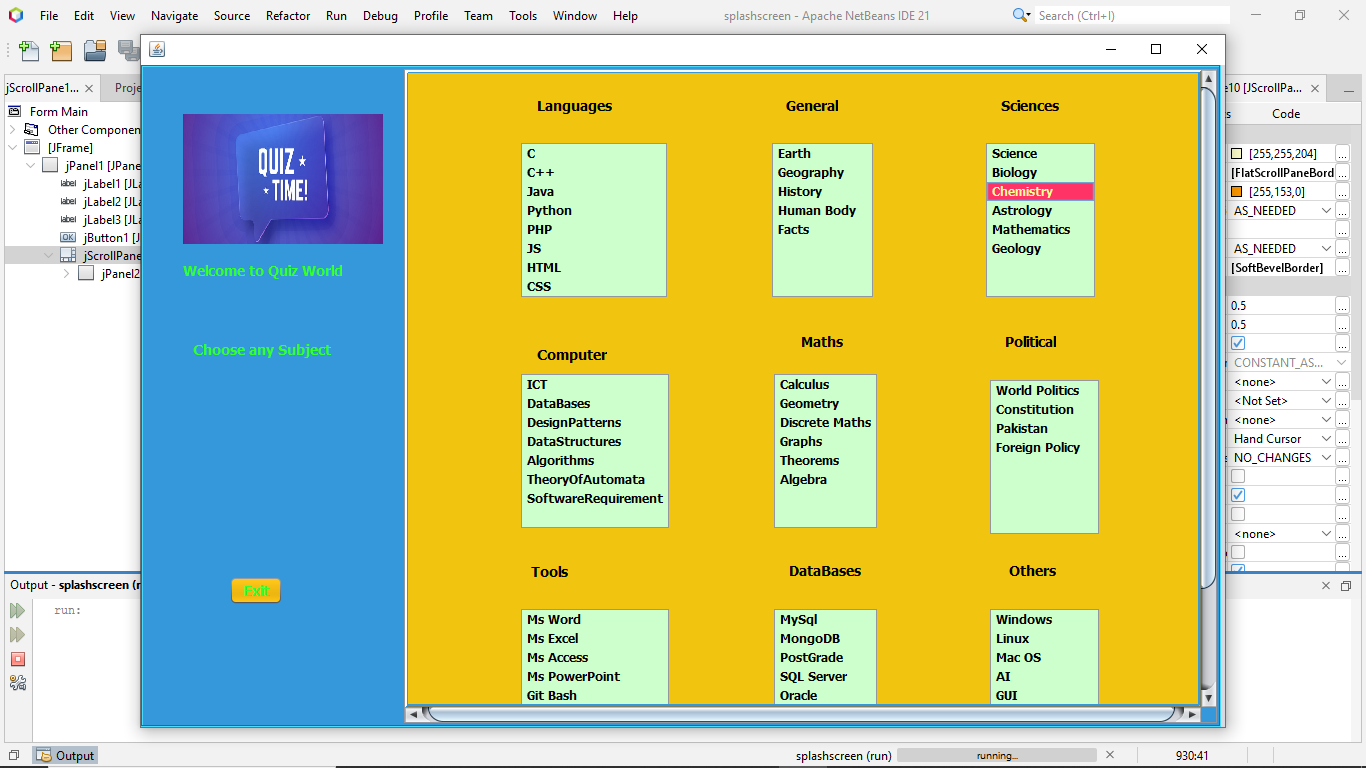 File Edit View Navigate Source Refactor Run Debug Profile Team Tools Window Help
splashscreen - Apache NetBeans IDE 21
Search (Ctrl+I)
jScrollPane1...
Form Main
Other Componen
[JFrame]
jPanel1 [JPane
label jLabel1 [JLa
label jLabel2 [JLa
label jLabel3 [JLa
OK jButton1 [J
jScrollPane
jPanel2
QUIZ
TIME!
Welcome to Quiz World
Choose any Subject
Exit
Languages
C
C++
Java
Python
PHP
JS
HTML
CSS
General
Earth
Geography
History
Human Body
Facts
Sciences
Science
Biology
Chemistry
Astrology
Mathematics
Geology
Computer
ICT
DataBases
DesignPatterns
DataStructures
Algorithms
TheoryOfAutomata
SoftwareRequirement
Maths
Calculus
Geometry
Discrete Maths
Graphs
Theorems
Algebra
Political
World Politics
Constitution
Pakistan
Foreign Policy
Tools
Ms Word
Ms Excel
Ms Access
Ms PowerPoint
Git Bash
DataBases
MySql
MongoDB
PostGrade
SQL Server
Oracle
Others
Windows
Linux
Mac OS
AI
GUI
e10 [JScrollPa...
Code
[255,255,204] ...
[FlatScrollPaneBord ...
[255,153,0] ...
AS_NEEDED ...
...
AS_NEEDED ...
[SoftBevelBorder] ...
0.5 ...
0.5 ...
...
CONSTANT_AS... ...
<none> ...
<Not Set> ...
<none> ...
Hand Cursor ...
NO_CHANGES ...
...
...
...
<none> ...
...
...
Output - splashscreen (r
run:
Output
splashscreen (run)
running...
930:41